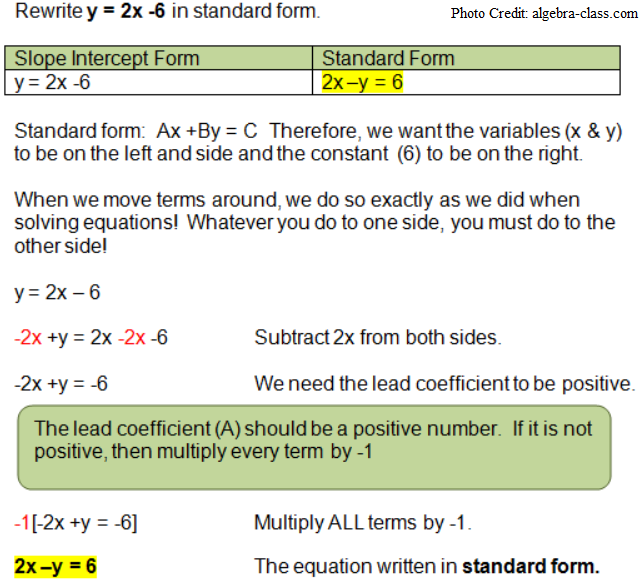 Rewrite y = 2x -6 in standard form.
Photo Credit: algebra-class.com
Slope Intercept Form Standard Form
y = 2x -6 2x–y = 6
Standard form: Ax +By = C Therefore, we want the variables (x & y)
to be on the left and side and the constant (6) to be on the right.
When we move terms around, we do so exactly as we did when
solving equations! Whatever you do to one side, you must do to the
other side!
y = 2x – 6
-2x +y = 2x -2x -6 Subtract 2x from both sides.
-2x +y = -6 We need the lead coefficient to be positive.
The lead coefficient (A) should be a positive number. If it is not
positive, then multiply every term by -1
-1[-2x +y = -6] Multiply ALL terms by -1.
2x–y = 6 The equation written in standard form.